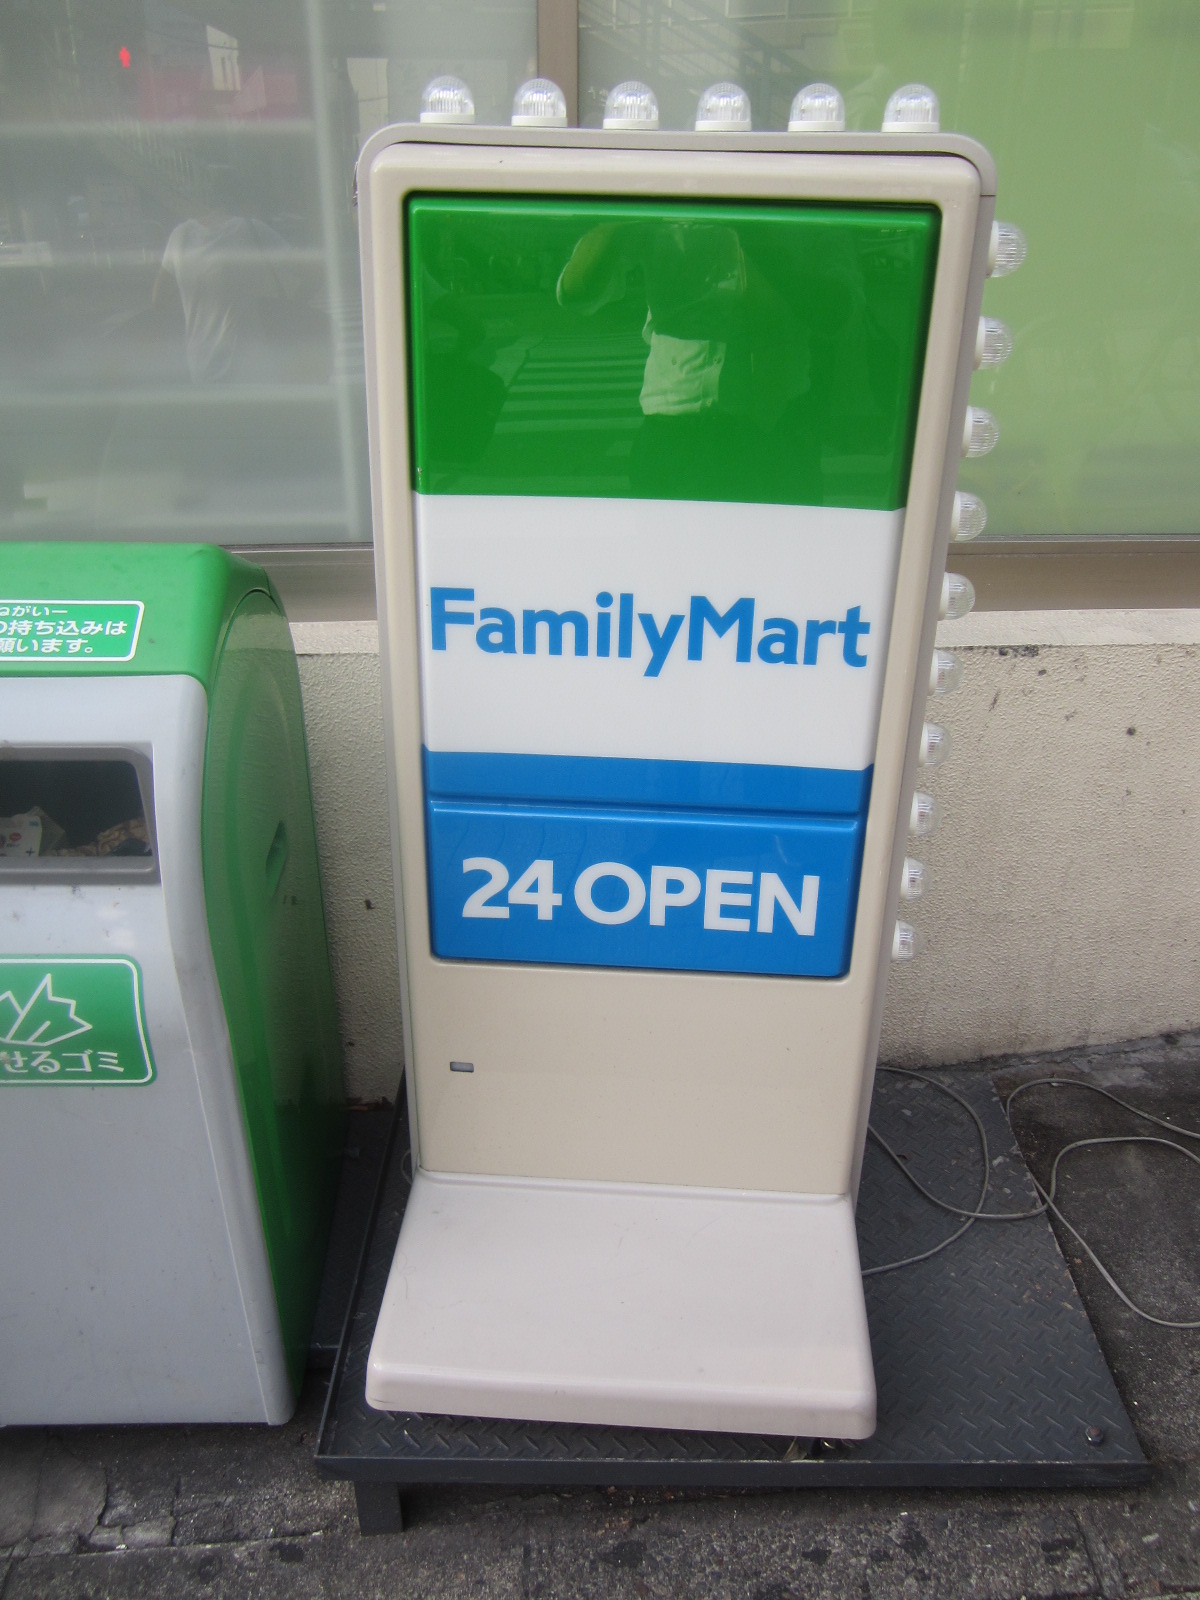 ねがいー
の持ち込みは
願います。
せるゴミ
FamilyMart
24 OPEN